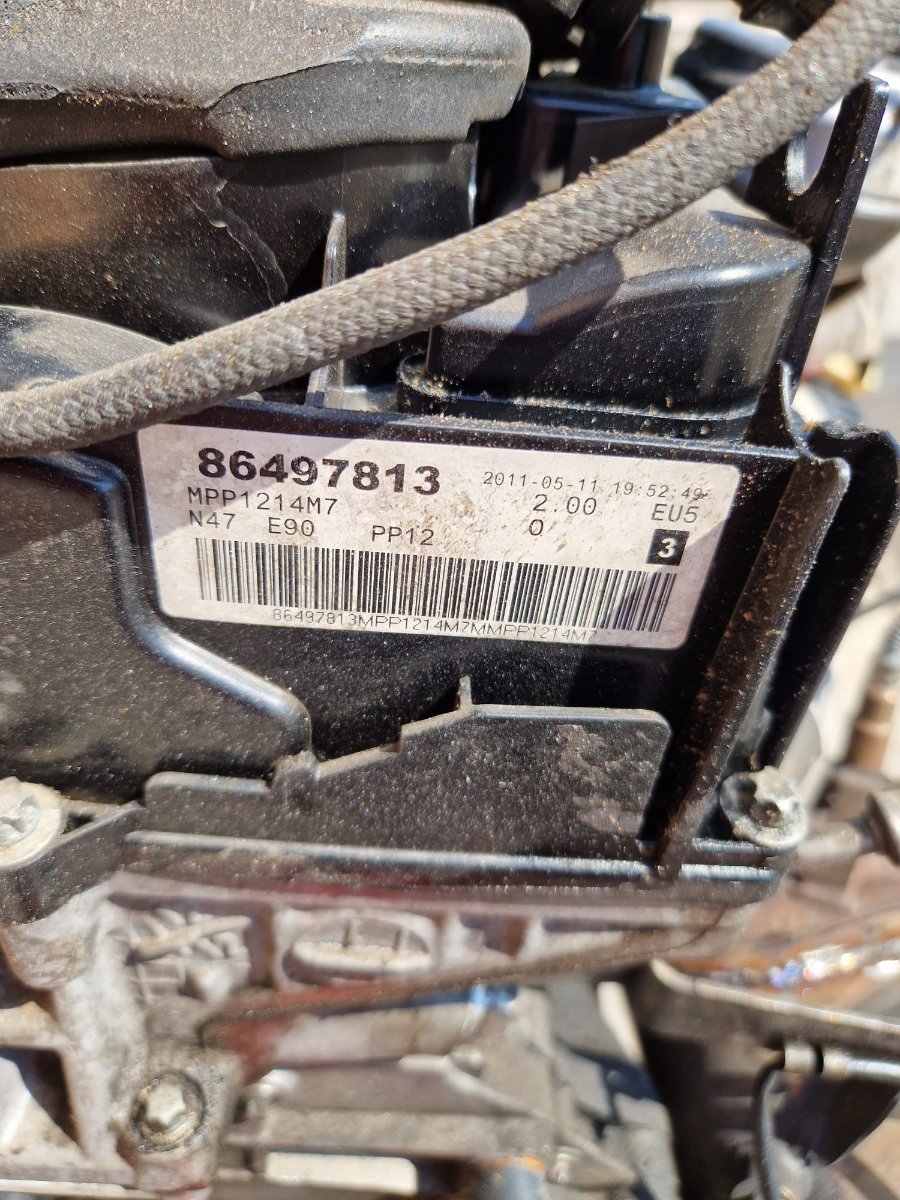 86497813 2011-05-11 19:52:49
MPP1214M7 2.00 EU5
N47 E90 PP12 0 3
86497813MPP1214M7MMPP1214M7